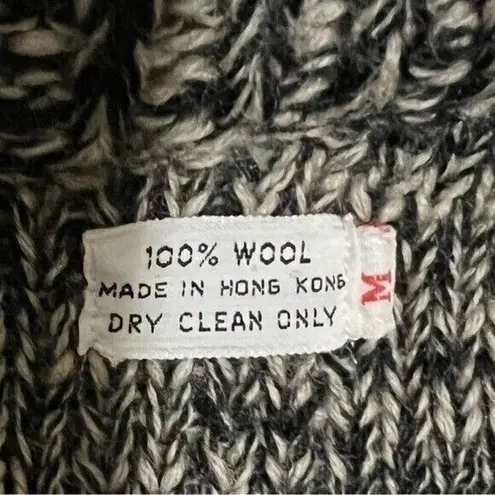 100% WOOL
MADE IN HONG KONG
DRY CLEAN ONLY
M